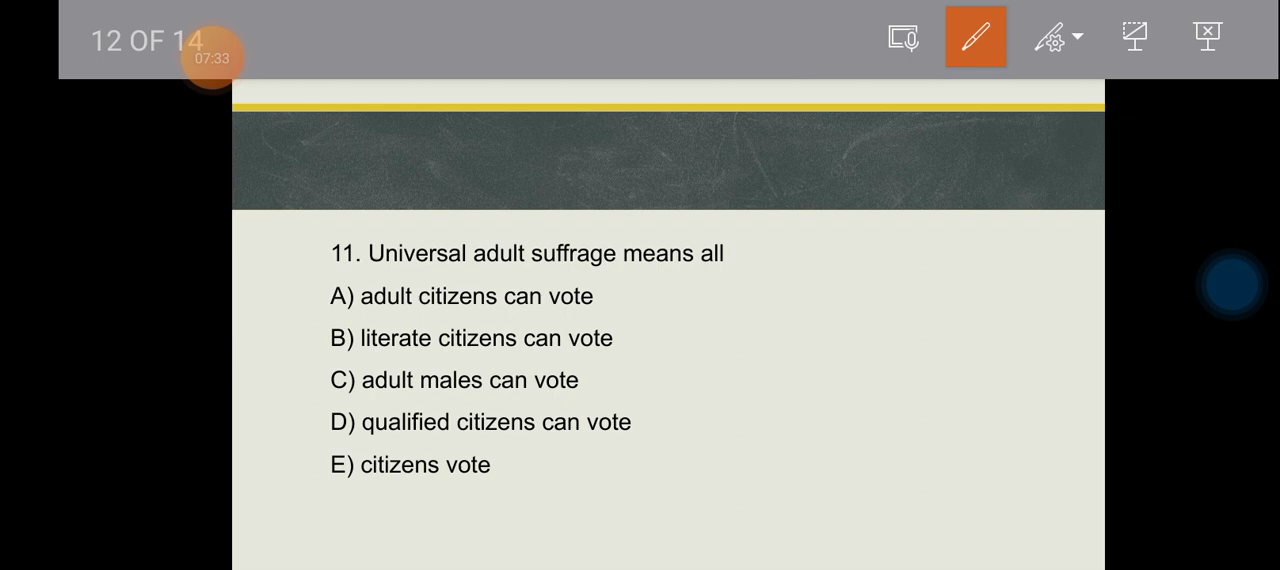 12 OF 14
07:33
11. Universal adult suffrage means all
A) adult citizens can vote
B) literate citizens can vote
C) adult males can vote
D) qualified citizens can vote
E) citizens vote